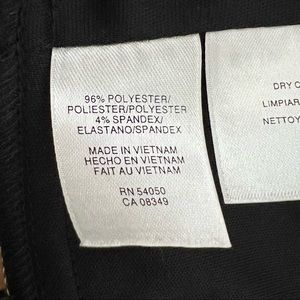 96% POLYESTER/
POLIESTER/POLYESTER
4% SPANDEX/
ELASTANO/SPANDEX
MADE IN VIETNAM
HECHO EN VIETNAM
FAIT AU VIETNAM
RN 54050
CA 08349
DRY C
LIMPIAR
NETTOY